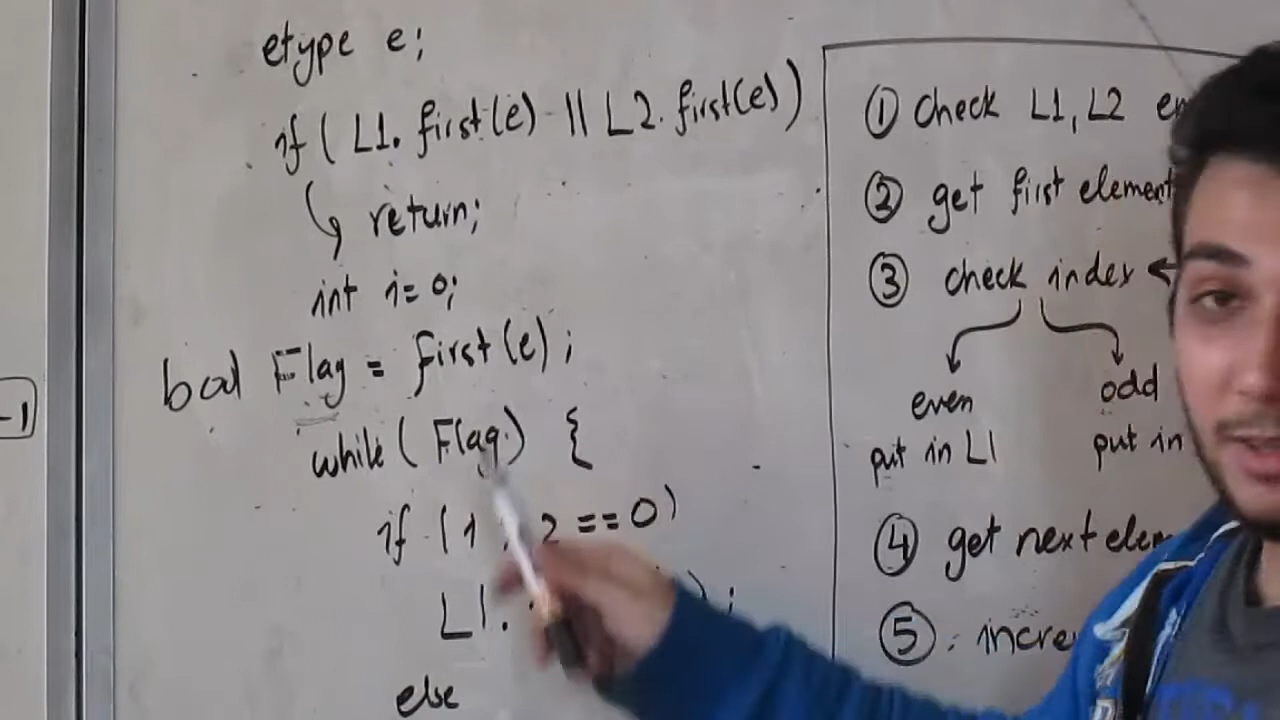 etype e;
if ( L1. first(e) || L2. first(e) )
return;
int i=0;
bool Flag = first(e);
while ( Flag ) {
if ( 2 == 0 )
L1. ;
else
-1
① Check L1, L2
② get first element
③ check index ←
even odd
put in L1 put in
④ get next
⑤